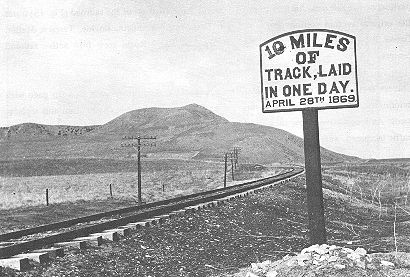 10 MILES
OF
TRACK, LAID
IN ONE DAY.
APRIL 28TH 1869